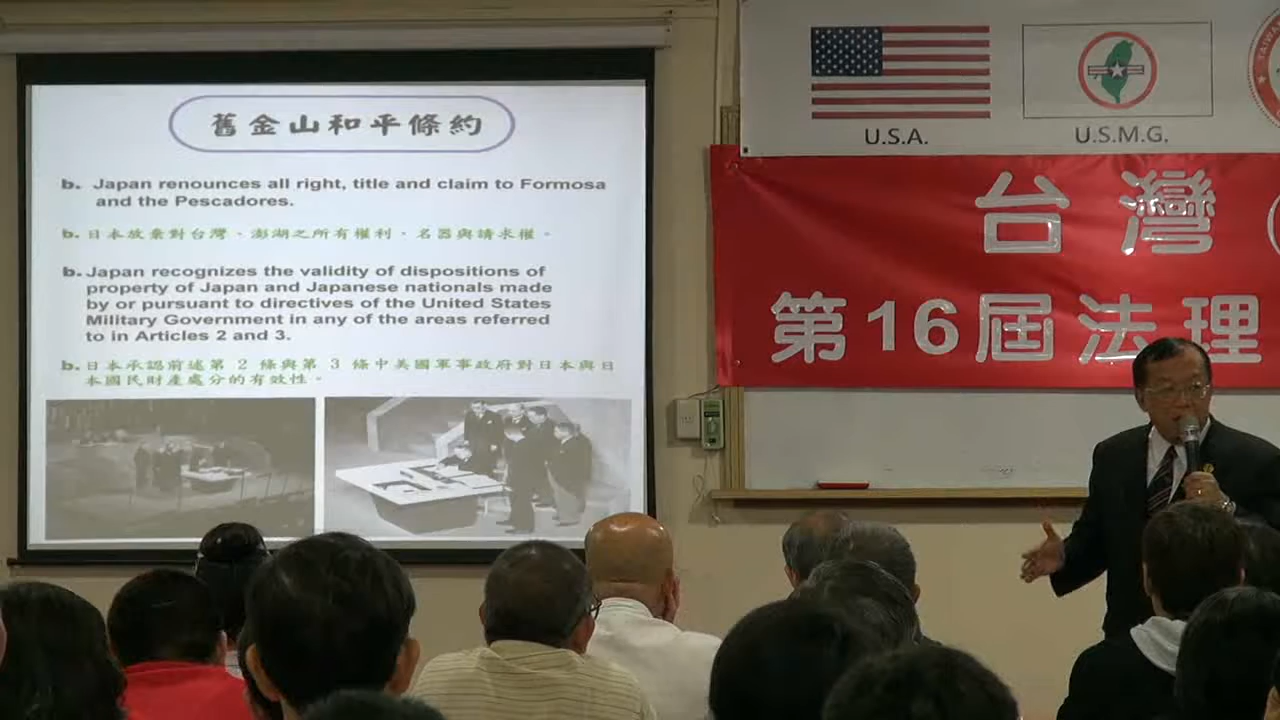 舊金山和平條約
b. Japan renounces all right, title and claim to Formosa
and the Pescadores.
b. 日本放棄對台灣、澎湖之所有權利、名器與請求權。
b. Japan recognizes the validity of dispositions of
property of Japan and Japanese nationals made
by or pursuant to directives of the United States
Military Government in any of the areas referred
to in Articles 2 and 3.
b. 日本承認前述第 2 條與第 3 條中美國軍事政府對日本與日
本國民財產處分的有效性。
U.S.A.
U.S.M.G.
台灣
第16屆法理